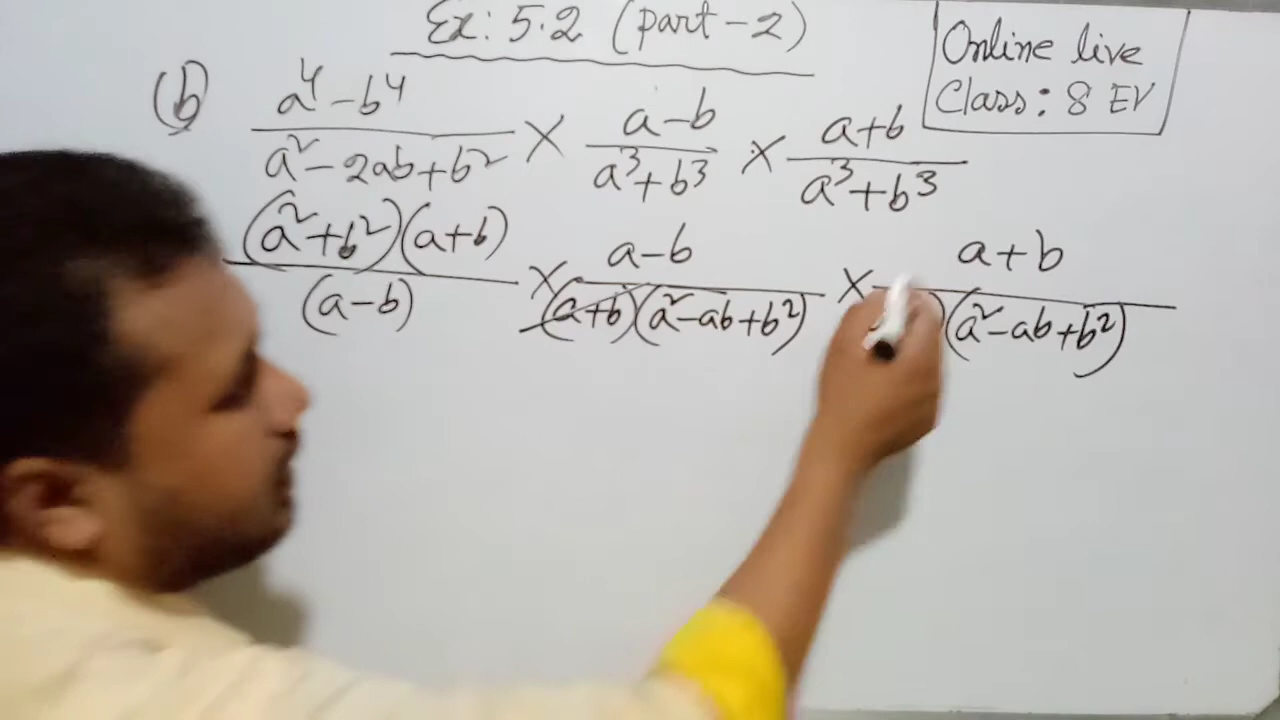 Ex: 5.2 (part-2)
Online live
Class: 8 EV
(b) a⁴-b⁴ / a²-2ab+b² × a-b / a³+b³ × a+b / a³+b³
(a²+b²)(a+b) / (a-b) × a-b / (a+b)(a²-ab+b²) × a+b / )(a²-ab+b²)